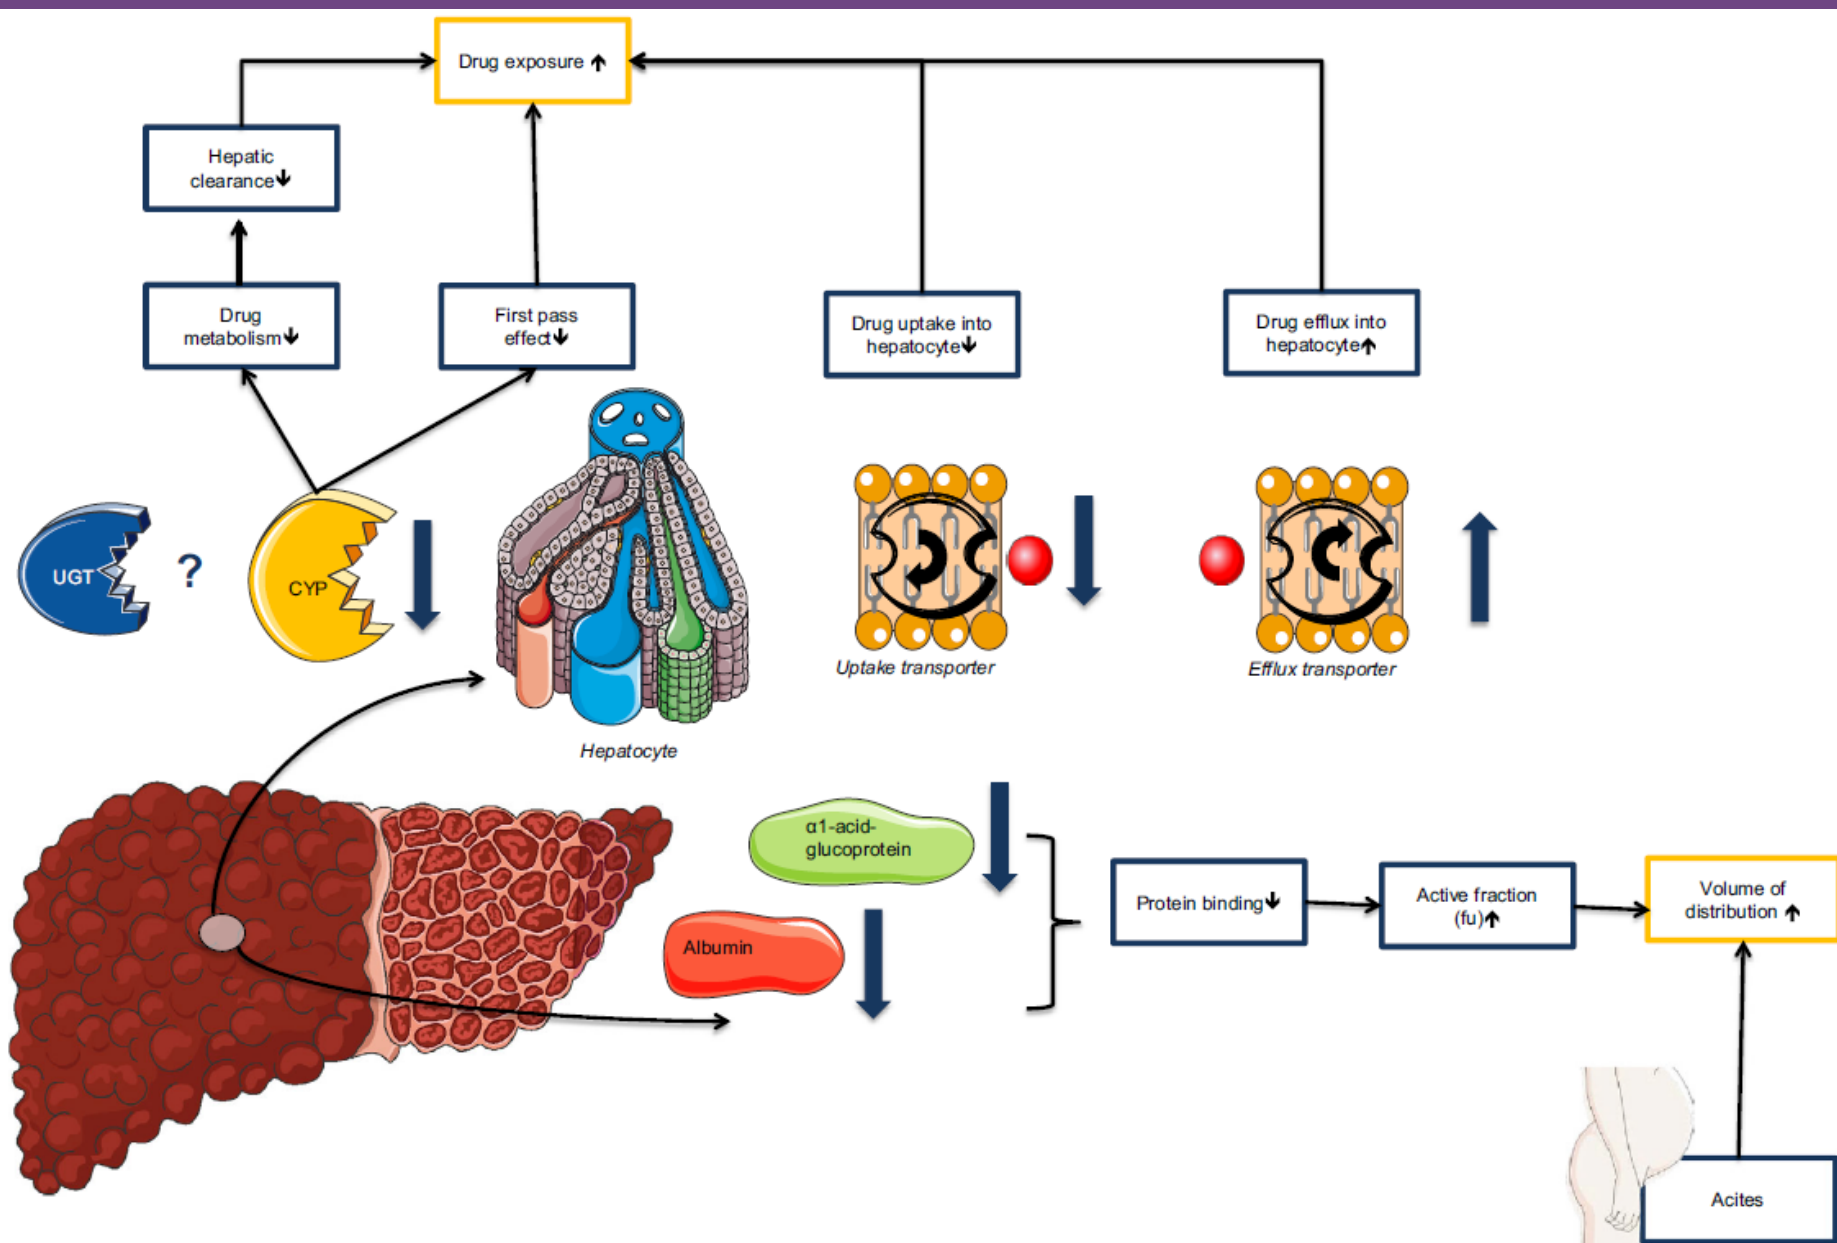 Drug exposure ↑
Hepatic
clearance↓
Drug
metabolism↓
First pass
effect↓
Drug uptake into
hepatocyte↓
Drug efflux into
hepatocyte↑
UGT
?
CYP
Uptake transporter
Efflux transporter
Hepatocyte
α1-acid-
glucoprotein
Albumin
Protein binding↓
Active fraction
(fu)↑
Volume of
distribution ↑
Acites